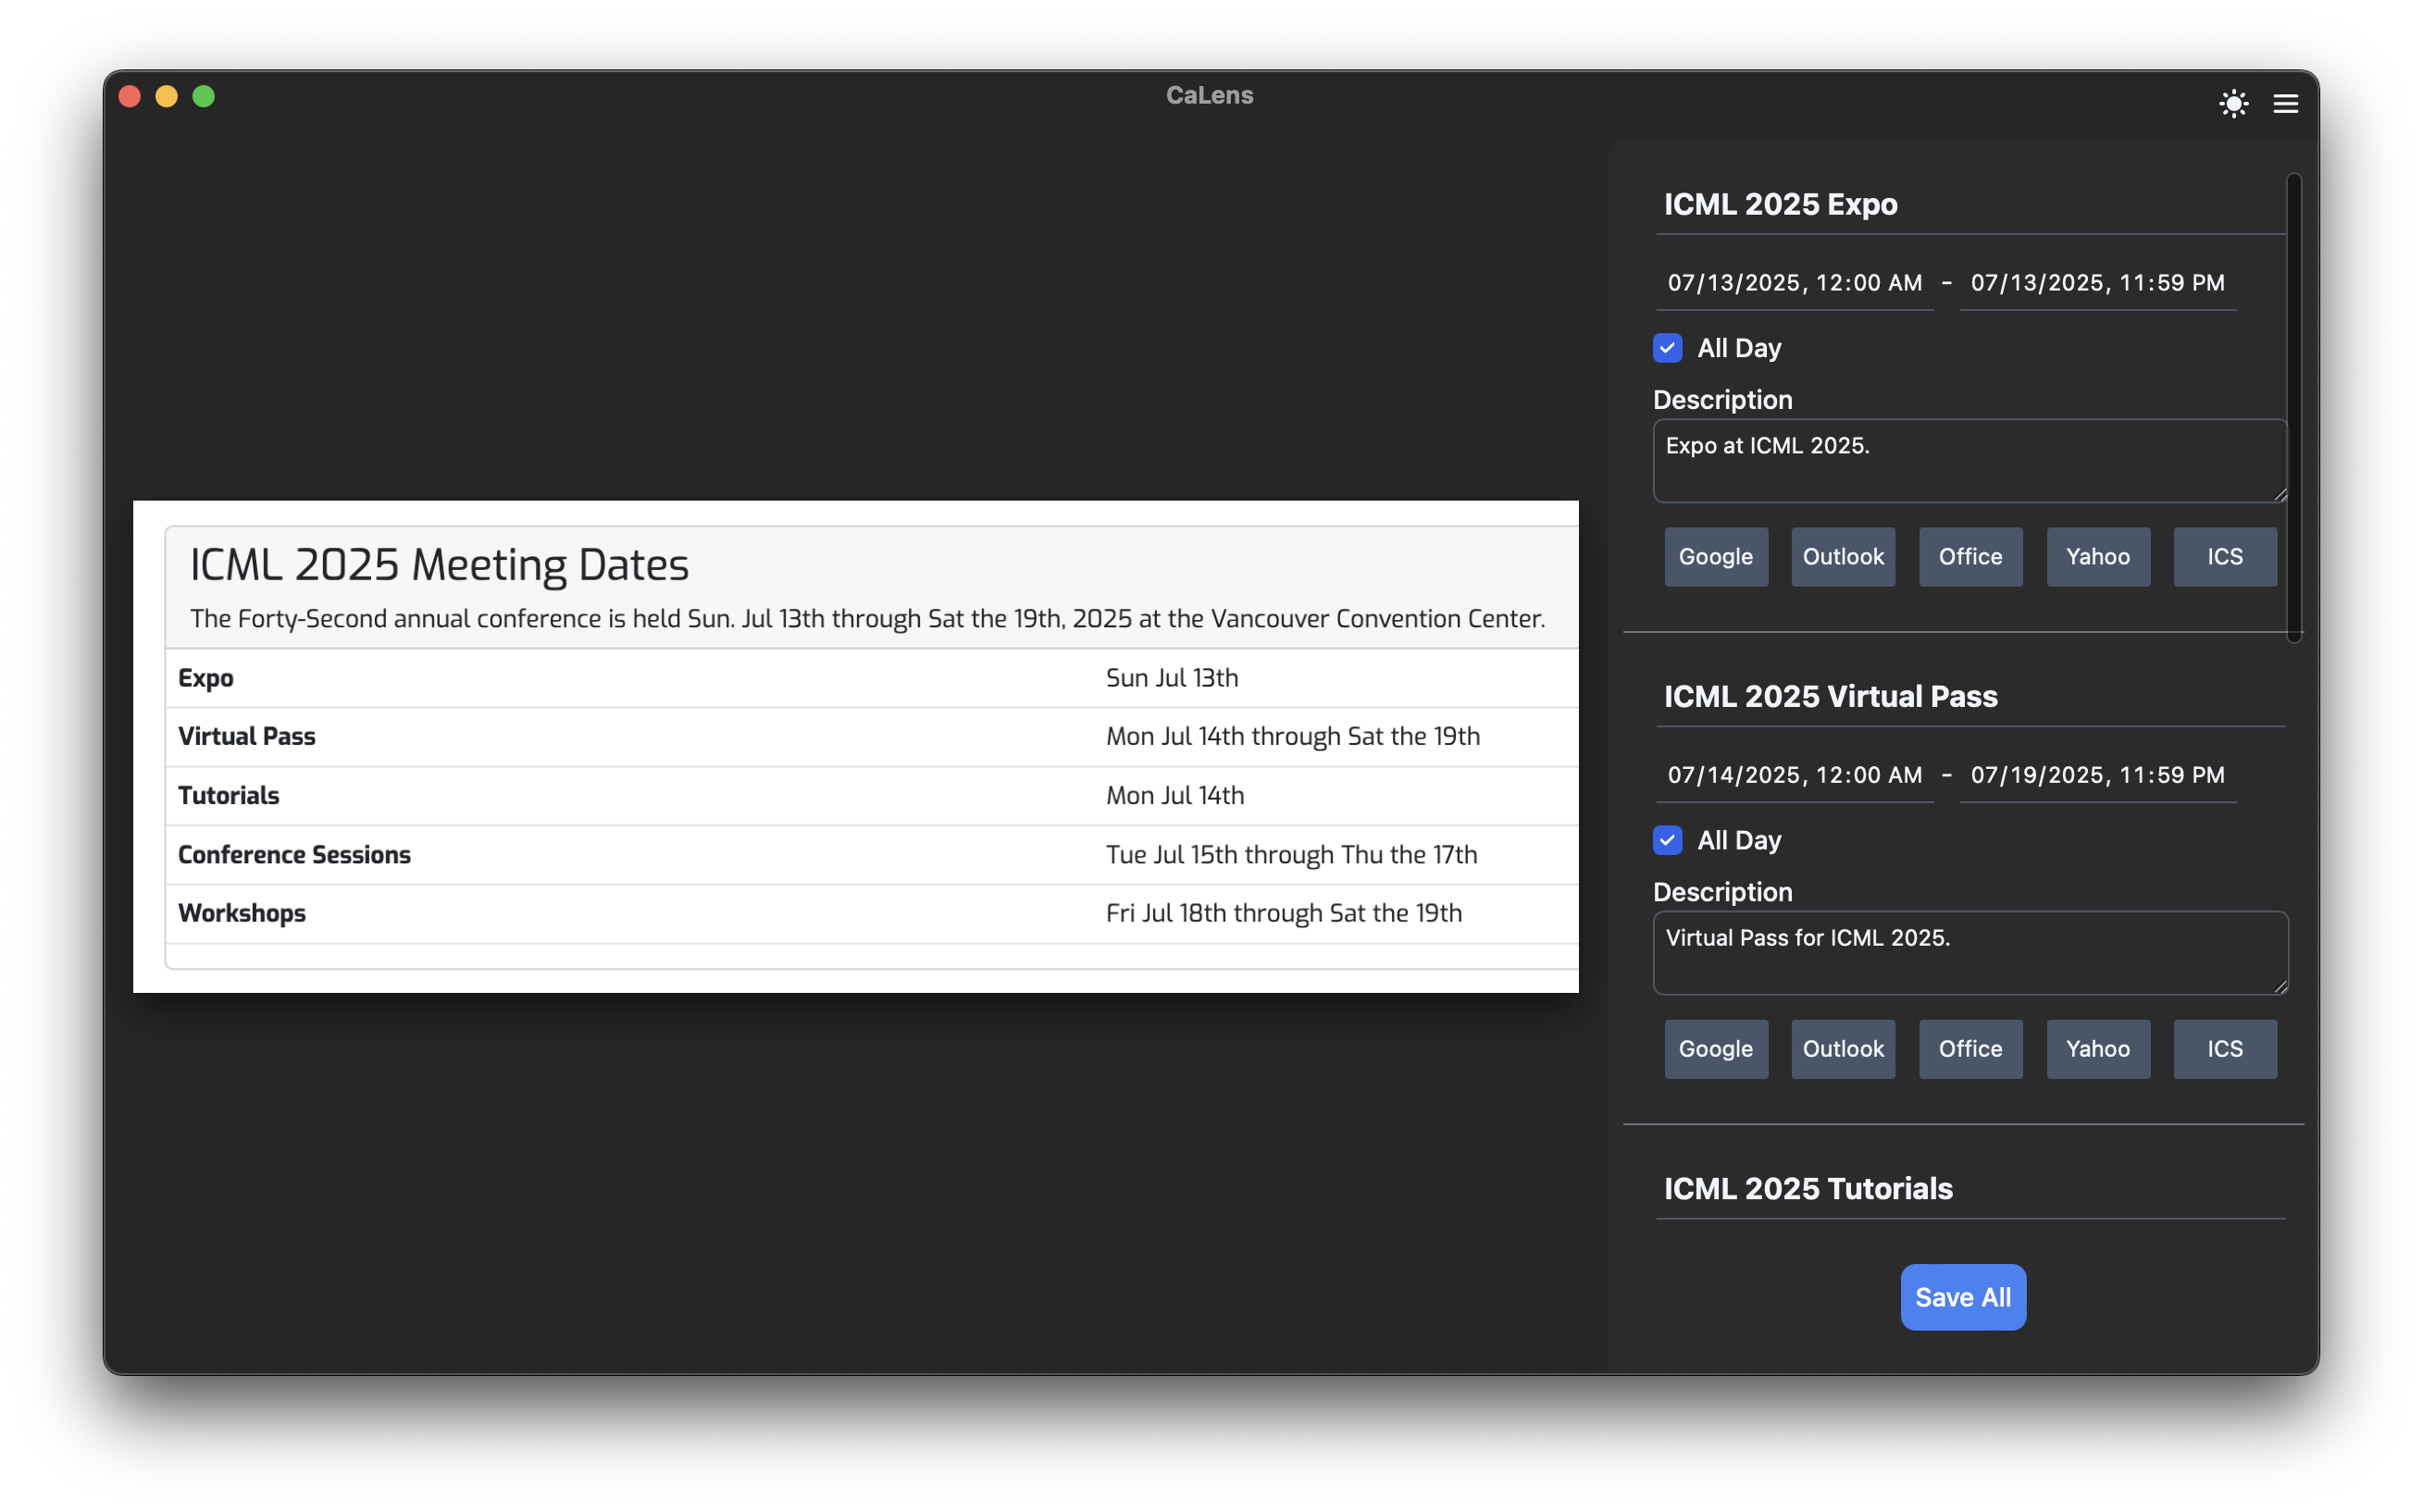 CaLens
ICML 2025 Meeting Dates
The Forty-Second annual conference is held Sun. Jul 13th through Sat the 19th, 2025 at the Vancouver Convention Center.
Expo Sun Jul 13th
Virtual Pass Mon Jul 14th through Sat the 19th
Tutorials Mon Jul 14th
Conference Sessions Tue Jul 15th through Thu the 17th
Workshops Fri Jul 18th through Sat the 19th
ICML 2025 Expo
07/13/2025, 12:00 AM - 07/13/2025, 11:59 PM
All Day
Description
Expo at ICML 2025.
Google Outlook Office Yahoo ICS
ICML 2025 Virtual Pass
07/14/2025, 12:00 AM - 07/19/2025, 11:59 PM
All Day
Description
Virtual Pass for ICML 2025.
Google Outlook Office Yahoo ICS
ICML 2025 Tutorials
Save All